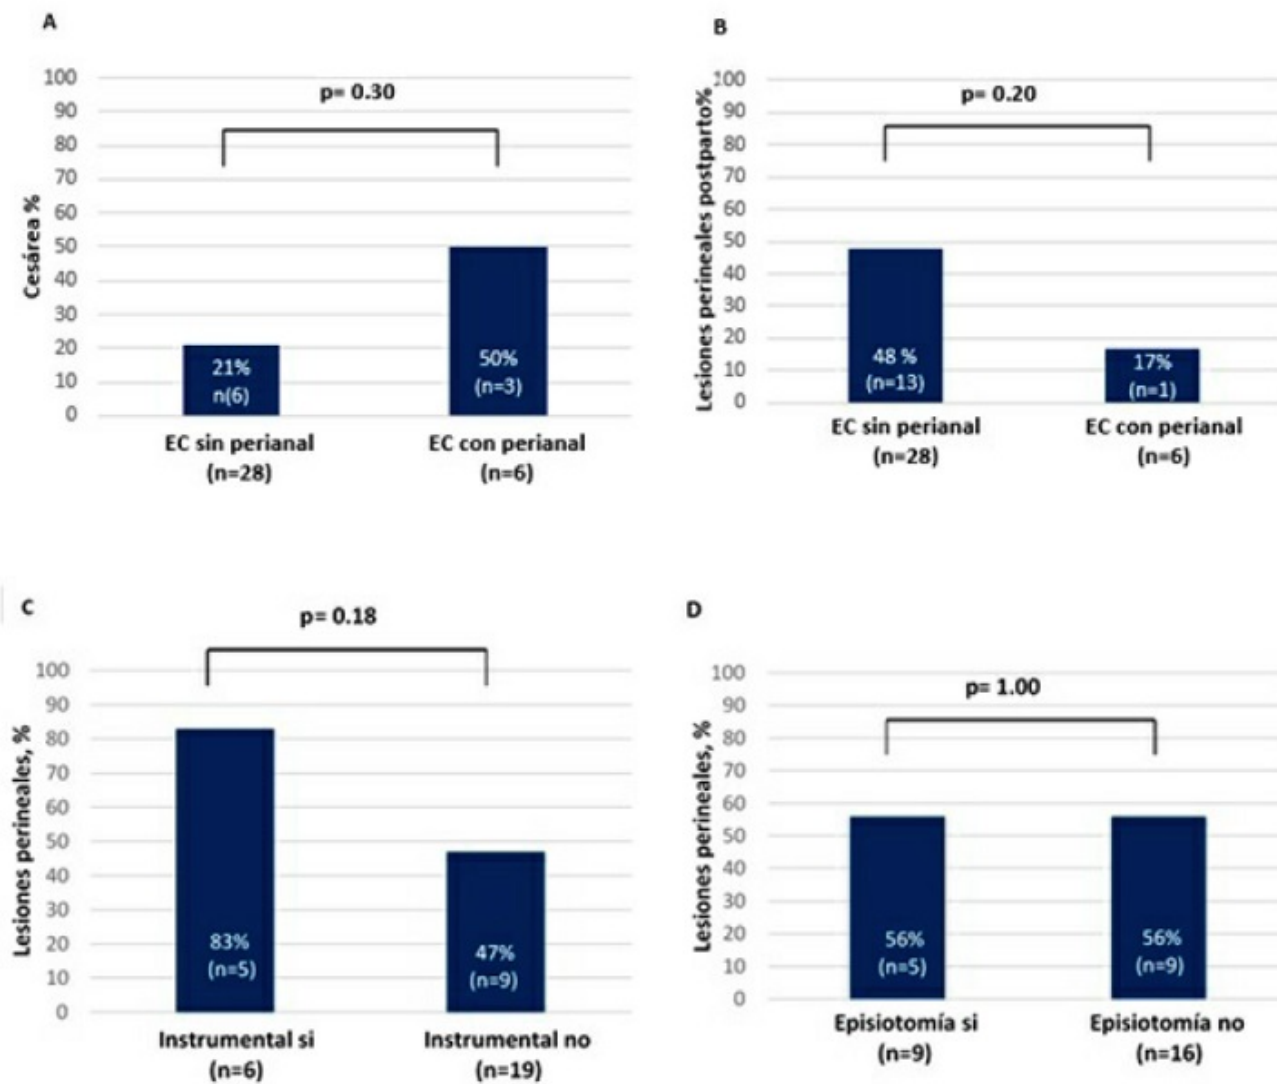 A
p= 0.30
Cesárea %
100
90
80
70
60
50
40
30
20
10
0
21%
n(6)
50%
(n=3)
EC sin perianal
(n=28)
EC con perianal
(n=6)
B
p= 0.20
Lesiones perineales postparto%
100
90
80
70
60
50
40
30
20
10
0
48 %
(n=13)
17%
(n=1)
EC sin perianal
(n=28)
EC con perianal
(n=6)
C
p= 0.18
Lesiones perineales, %
100
90
80
70
60
50
40
30
20
10
0
83%
(n=5)
47%
(n=9)
Instrumental si
(n=6)
Instrumental no
(n=19)
D
p= 1.00
Lesiones perineales, %
100
90
80
70
60
50
40
30
20
10
0
56%
(n=5)
56%
(n=9)
Episiotomía si
(n=9)
Episiotomía no
(n=16)